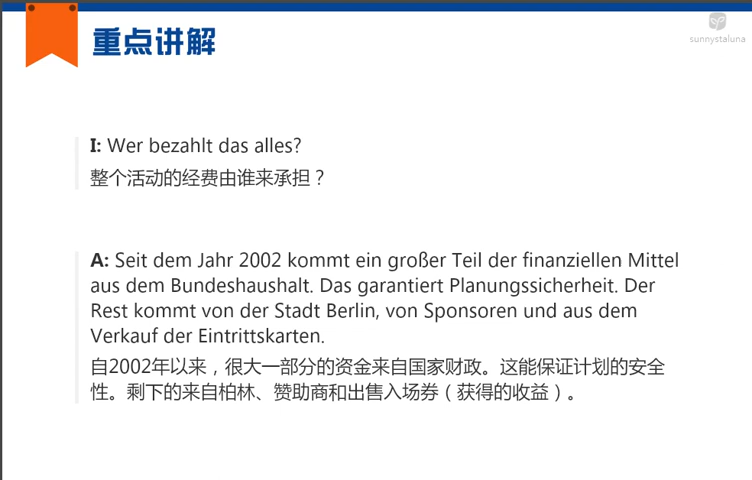 重点讲解
sunnystaluna
I: Wer bezahlt das alles?
整个活动的经费由谁来承担？
A: Seit dem Jahr 2002 kommt ein großer Teil der finanziellen Mittel
aus dem Bundeshaushalt. Das garantiert Planungssicherheit. Der
Rest kommt von der Stadt Berlin, von Sponsoren und aus dem
Verkauf der Eintrittskarten.
自2002年以来，很大一部分的资金来自国家财政。这能保证计划的安全
性。剩下的来自柏林、赞助商和出售入场券（获得的收益）。